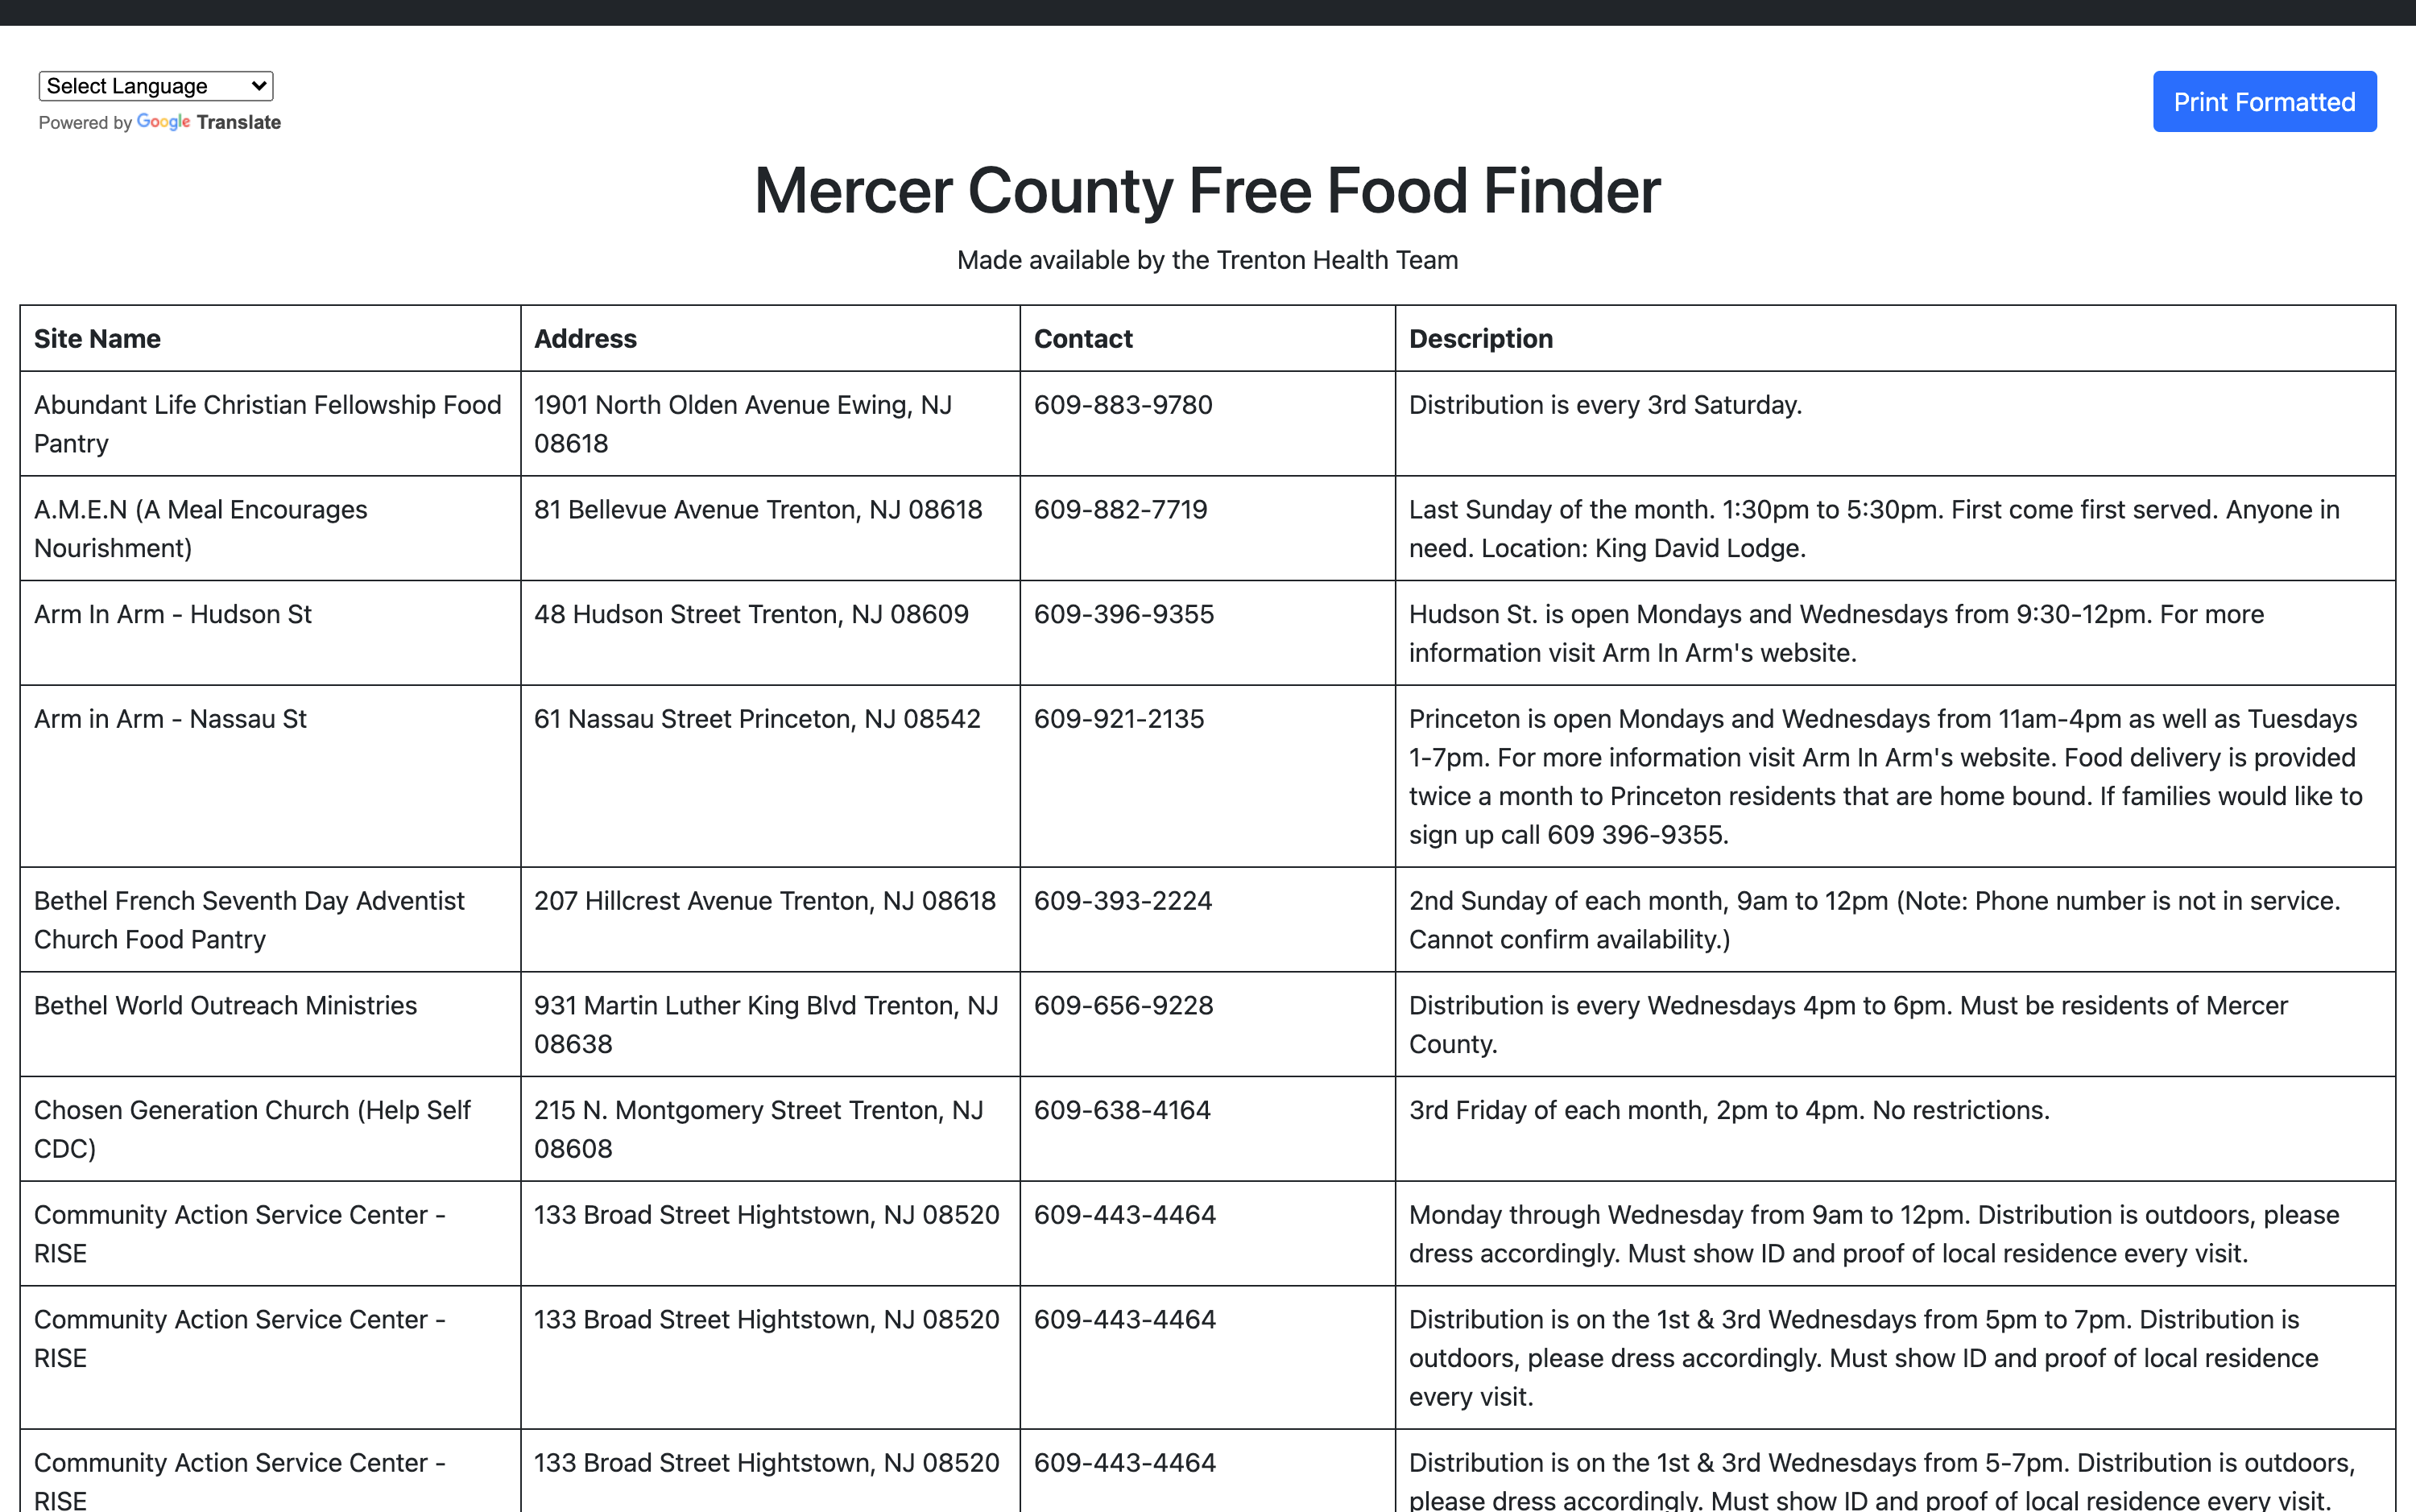 Select Language
Powered by Google Translate
Print Formatted
Mercer County Free Food Finder
Made available by the Trenton Health Team
Site Name Address Contact Description
Abundant Life Christian Fellowship Food 1901 North Olden Avenue Ewing, NJ 609-883-9780 Distribution is every 3rd Saturday.
Pantry 08618
A.M.E.N (A Meal Encourages 81 Bellevue Avenue Trenton, NJ 08618 609-882-7719 Last Sunday of the month. 1:30pm to 5:30pm. First come first served. Anyone in
Nourishment) need. Location: King David Lodge.
Arm In Arm - Hudson St 48 Hudson Street Trenton, NJ 08609 609-396-9355 Hudson St. is open Mondays and Wednesdays from 9:30-12pm. For more
information visit Arm In Arm's website.
Arm in Arm - Nassau St 61 Nassau Street Princeton, NJ 08542 609-921-2135 Princeton is open Mondays and Wednesdays from 11am-4pm as well as Tuesdays
1-7pm. For more information visit Arm In Arm's website. Food delivery is provided
twice a month to Princeton residents that are home bound. If families would like to
sign up call 609 396-9355.
Bethel French Seventh Day Adventist 207 Hillcrest Avenue Trenton, NJ 08618 609-393-2224 2nd Sunday of each month, 9am to 12pm (Note: Phone number is not in service.
Church Food Pantry Cannot confirm availability.)
Bethel World Outreach Ministries 931 Martin Luther King Blvd Trenton, NJ 609-656-9228 Distribution is every Wednesdays 4pm to 6pm. Must be residents of Mercer
08638 County.
Chosen Generation Church (Help Self 215 N. Montgomery Street Trenton, NJ 609-638-4164 3rd Friday of each month, 2pm to 4pm. No restrictions.
CDC) 08608
Community Action Service Center - 133 Broad Street Hightstown, NJ 08520 609-443-4464 Monday through Wednesday from 9am to 12pm. Distribution is outdoors, please
RISE dress accordingly. Must show ID and proof of local residence every visit.
Community Action Service Center - 133 Broad Street Hightstown, NJ 08520 609-443-4464 Distribution is on the 1st & 3rd Wednesdays from 5pm to 7pm. Distribution is
RISE outdoors, please dress accordingly. Must show ID and proof of local residence
every visit.
Community Action Service Center - 133 Broad Street Hightstown, NJ 08520 609-443-4464 Distribution is on the 1st & 3rd Wednesdays from 5-7pm. Distribution is outdoors,
RISE please dress accordingly. Must show ID and proof of local residence every visit.